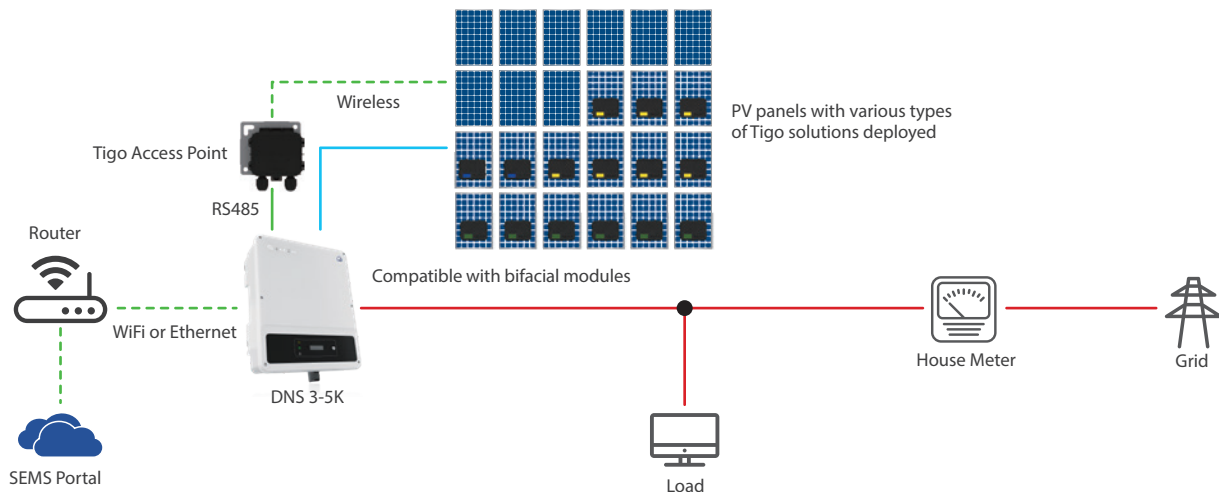 Wireless
PV panels with various types
of Tigo solutions deployed
Tigo Access Point
RS485
Router
Compatible with bifacial modules
WiFi or Ethernet
House Meter
Grid
DNS 3-5K
SEMS Portal
Load